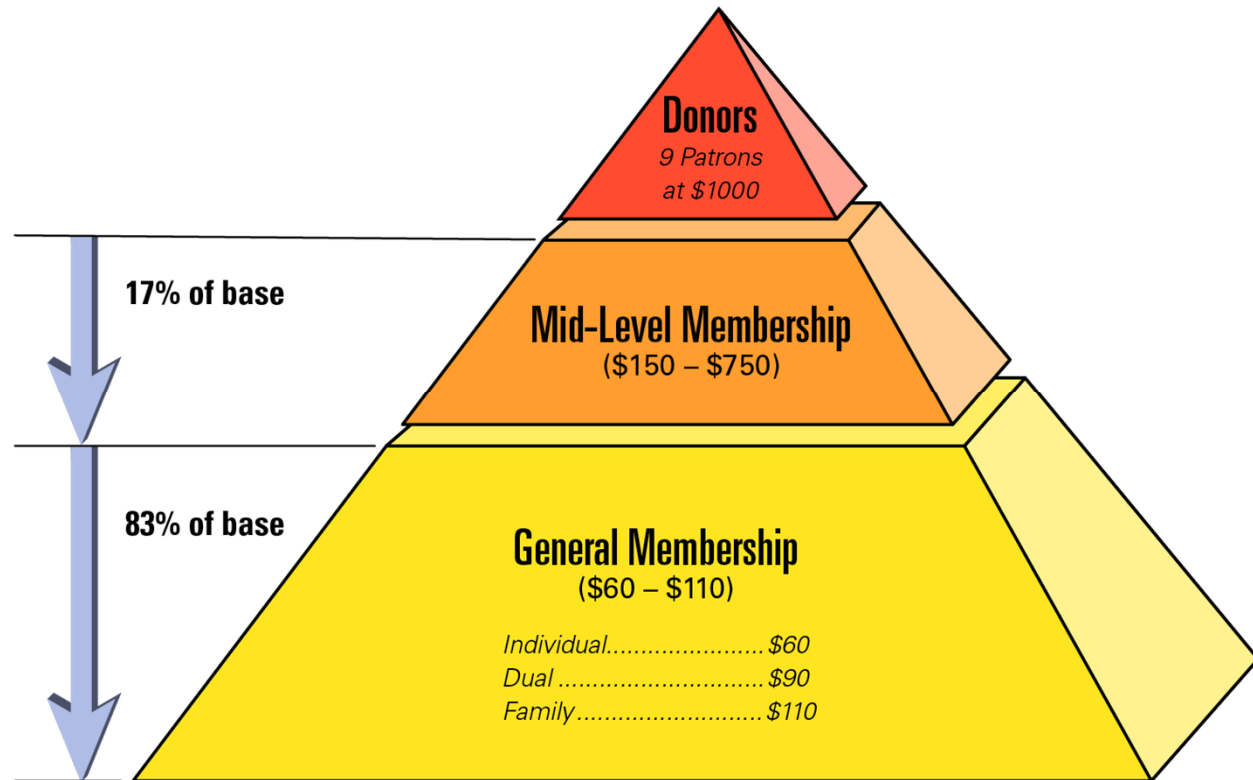 Donors
9 Patrons
at $1000
17% of base
Mid-Level Membership
($150 – $750)
83% of base
General Membership
($60 – $110)
Individual....................... $60
Dual .............................. $90
Family........................... $110